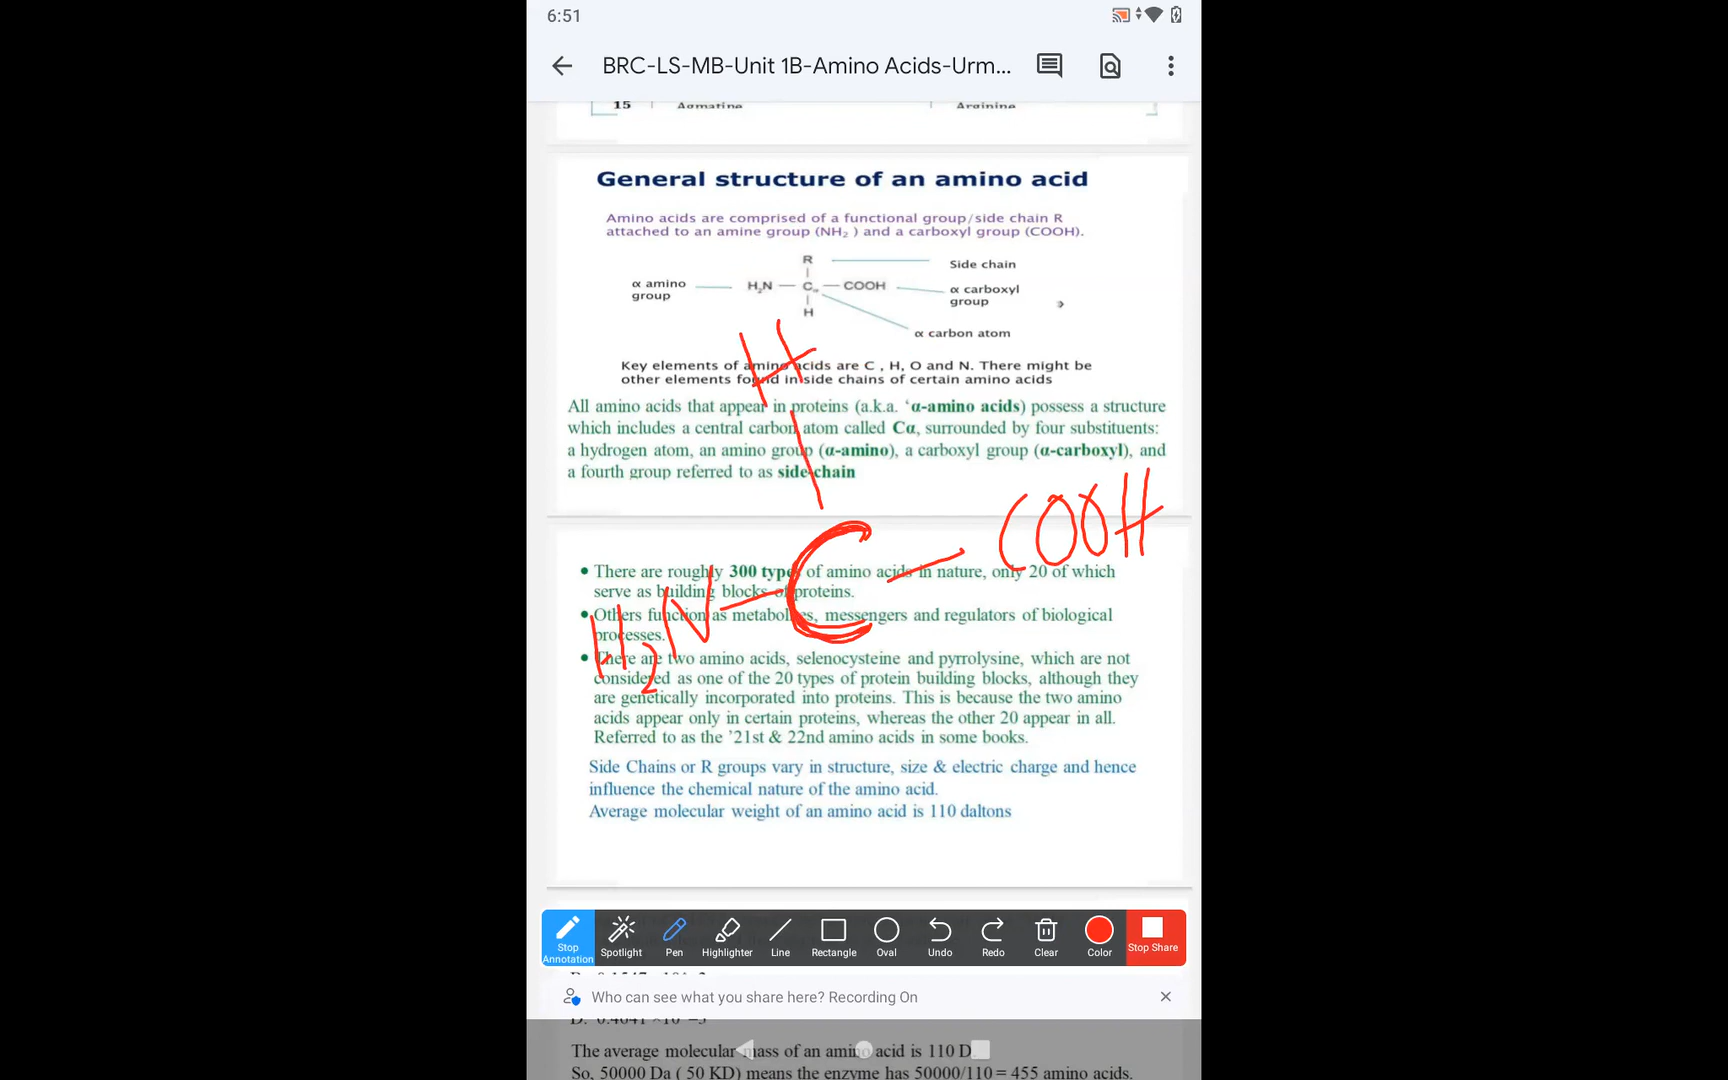 6:51
BRC-LS-MB-Unit 1B-Amino Acids-Urm...
15 Agmatine Arginine
General structure of an amino acid
Amino acids are comprised of a functional group/side chain R
attached to an amine group (NH₂ ) and a carboxyl group (COOH).
R
Side chain
α amino
group
H₂N — Cα — COOH
α carboxyl
group
H
α carbon atom
H
Key elements of amino acids are C , H, O and N. There might be
other elements found in side chains of certain amino acids
All amino acids that appear in proteins (a.k.a. ‘α-amino acids) possess a structure
which includes a central carbon atom called Cα, surrounded by four substituents:
a hydrogen atom, an amino group (α-amino), a carboxyl group (α-carboxyl), and
a fourth group referred to as side-chain
H₂N — C — COOH
• There are roughly 300 types of amino acids in nature, only 20 of which
serve as building blocks of proteins.
• Others function as metabolites, messengers and regulators of biological
processes.
• There are two amino acids, selenocysteine and pyrrolysine, which are not
considered as one of the 20 types of protein building blocks, although they
are genetically incorporated into proteins. This is because the two amino
acids appear only in certain proteins, whereas the other 20 appear in all.
Referred to as the ’21st & 22nd amino acids in some books.
Side Chains or R groups vary in structure, size & electric charge and hence
influence the chemical nature of the amino acid.
Average molecular weight of an amino acid is 110 daltons
Stop Annotation
Spotlight
Pen
Highlighter
Line
Rectangle
Oval
Undo
Redo
Clear
Color
Stop Share
Who can see what you share here? Recording On
The average molecular mass of an amino acid is 110 D.
So, 50000 Da ( 50 KD) means the enzyme has 50000/110 = 455 amino acids.